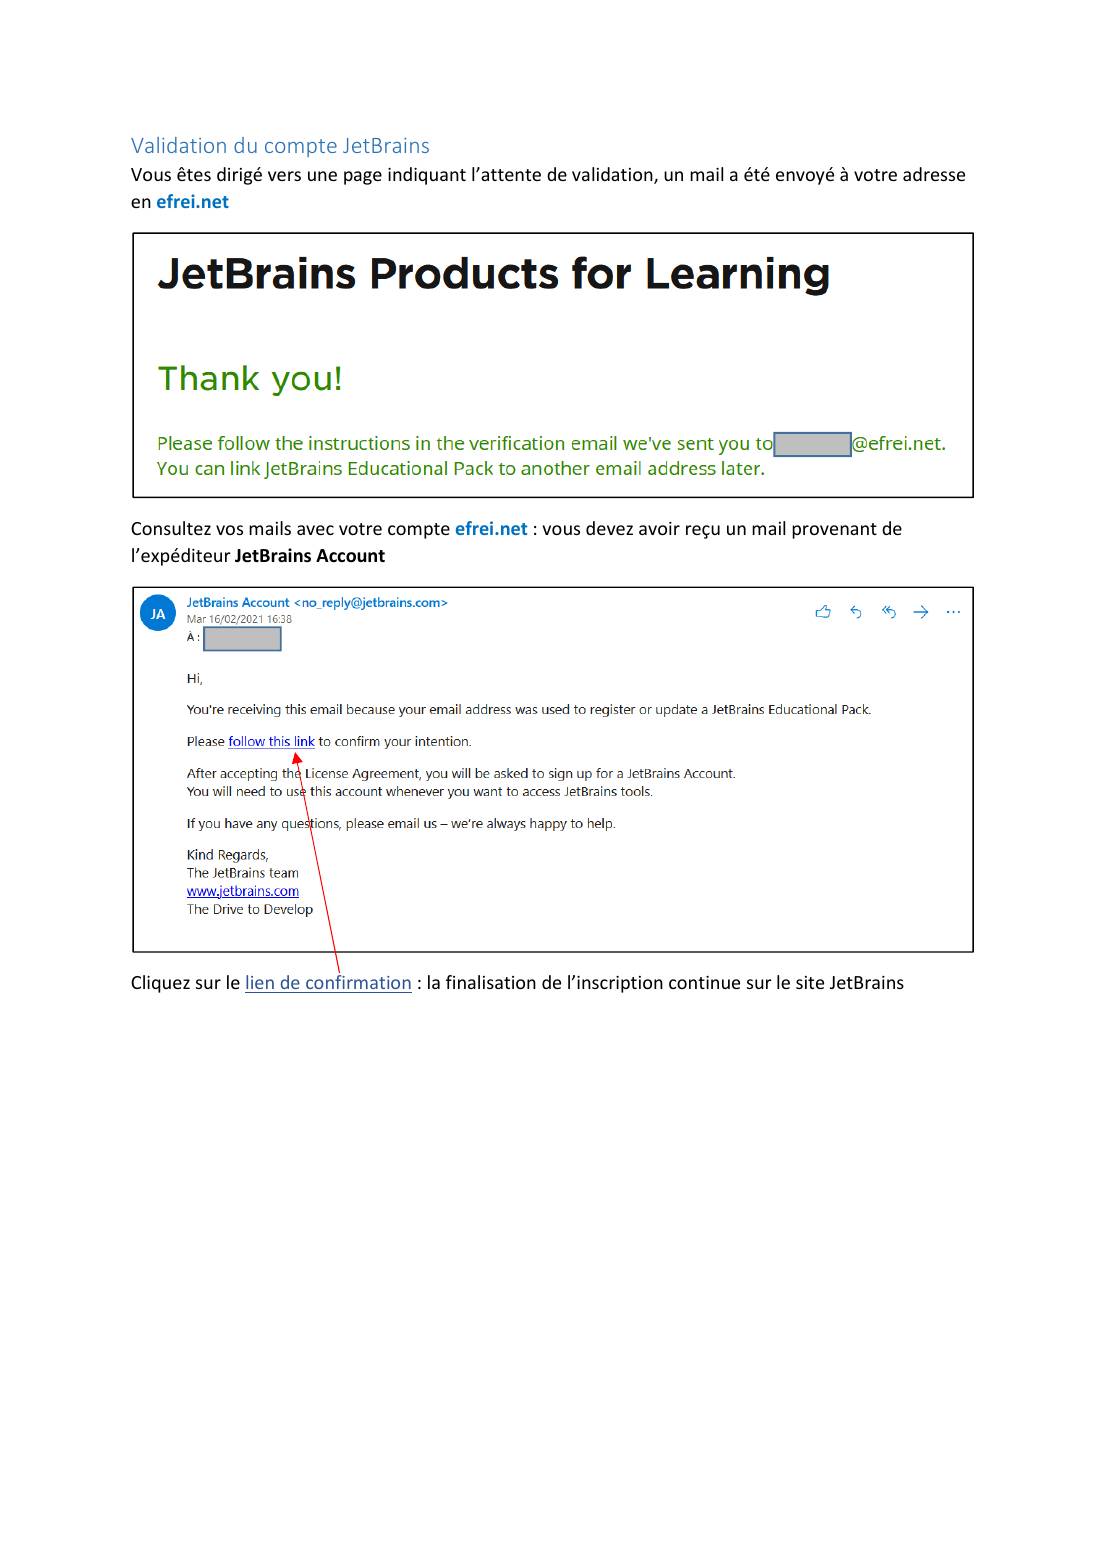 Validation du compte JetBrains
Vous êtes dirigé vers une page indiquant l’attente de validation, un mail a été envoyé à votre adresse
en efrei.net
JetBrains Products for Learning
Thank you!
Please follow the instructions in the verification email we've sent you to @efrei.net.
You can link JetBrains Educational Pack to another email address later.
Consultez vos mails avec votre compte efrei.net : vous devez avoir reçu un mail provenant de
l’expéditeur JetBrains Account
JA
JetBrains Account <no_reply@jetbrains.com>
Mar 16/02/2021 16:38
À :
Hi,
You're receiving this email because your email address was used to register or update a JetBrains Educational Pack.
Please follow this link to confirm your intention.
After accepting the License Agreement, you will be asked to sign up for a JetBrains Account.
You will need to use this account whenever you want to access JetBrains tools.
If you have any questions, please email us – we’re always happy to help.
Kind Regards,
The JetBrains team
www.jetbrains.com
The Drive to Develop
Cliquez sur le lien de confirmation : la finalisation de l’inscription continue sur le site JetBrains